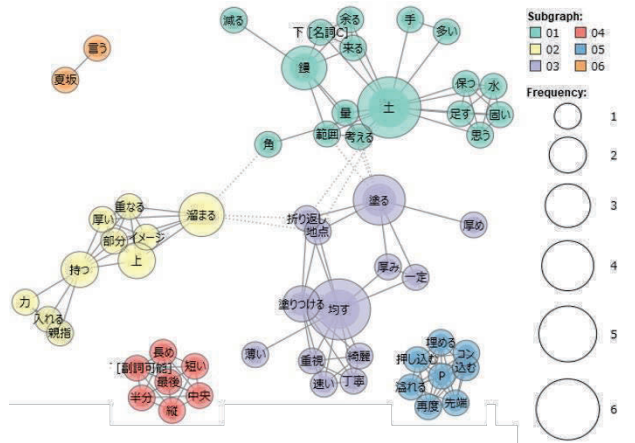 減る
余る
下 [名詞C]
来る
手
多い
鏝
土
保つ
水
量
足す
固い
範囲
考える
思う
角
言う
夏坂
重なる
厚い
部分
イメージ
溜まる
上
持つ
力
入れる
親指
塗る
折り返し
地点
厚め
厚み
一定
塗りつける
均す
薄い
重視
綺麗
速い
丁寧
長め
[副詞可能]
短い
最後
半分
中央
縦
埋める
押し込む
コン
込む
P
溢れる
再度
先端
Subgraph:
01
04
02
05
03
06
Frequency:
1
2
3
4
5
6